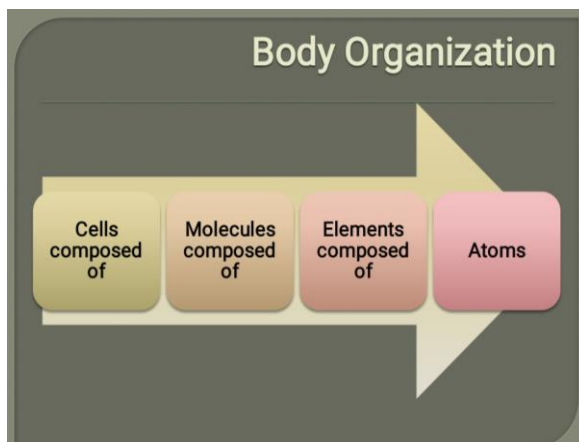 Body Organization
Cells
composed
of
Molecules
composed
of
Elements
composed
of
Atoms